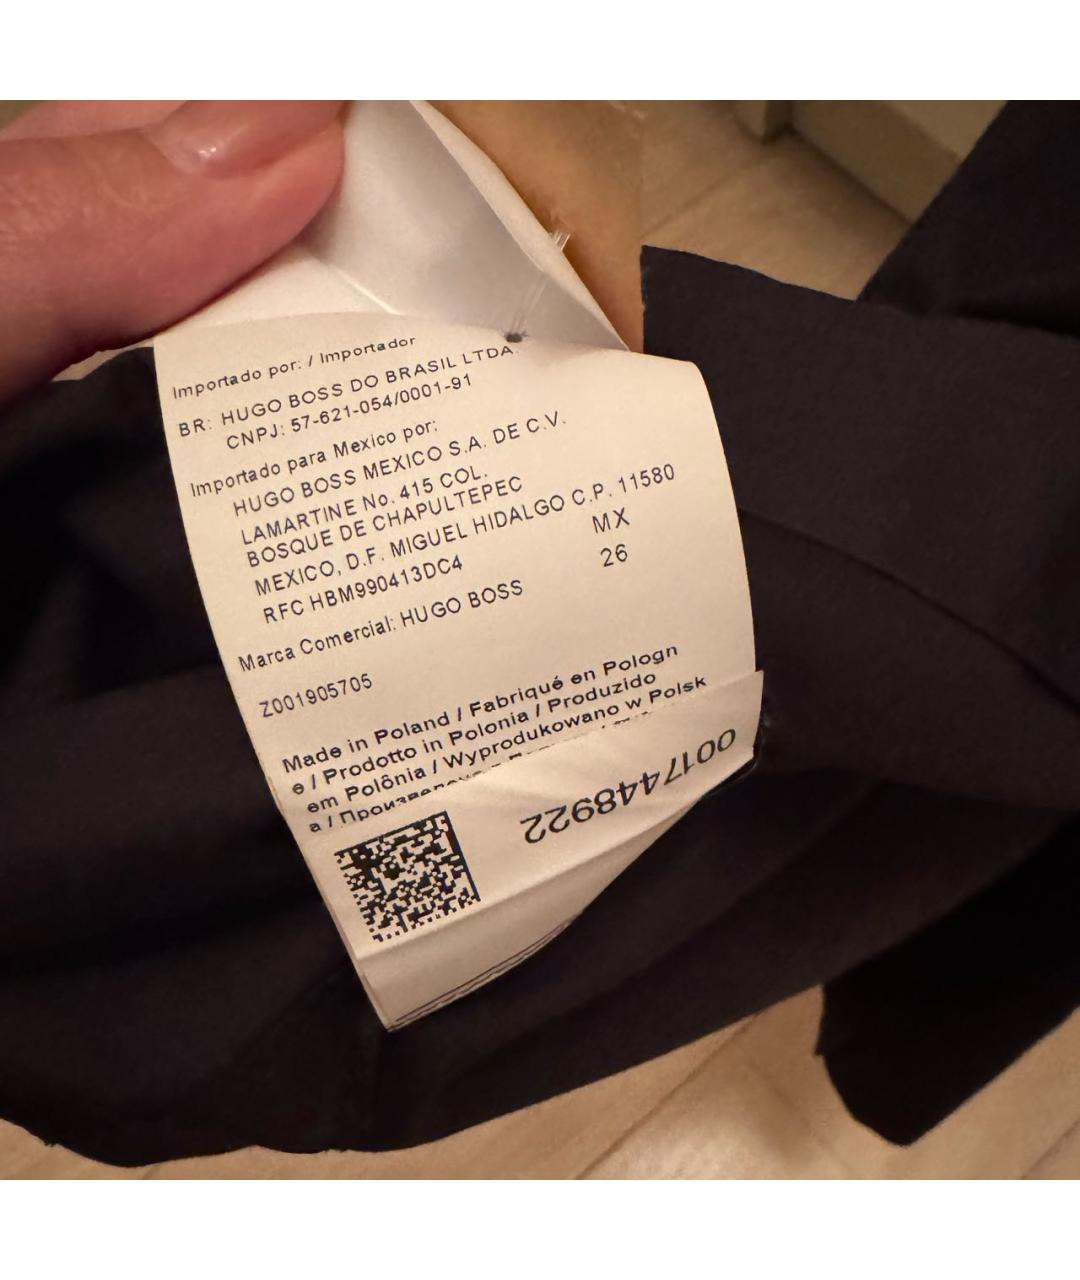 Importado por: / Importador
BR: HUGO BOSS DO BRASIL LTDA.
CNPJ: 57-621-054/0001-91
Importado para Mexico por:
HUGO BOSS MEXICO S.A. DE C.V.
LAMARTINE No. 415 COL.
BOSQUE DE CHAPULTEPEC
MEXICO, D.F. MIGUEL HIDALGO C.P. 11580
RFC HBM990413DC4
MX
26
Marca Comercial: HUGO BOSS
Z001905705
Made in Poland / Fabriqué en Pologn
e / Prodotto in Polonia / Produzido
em Polônia / Wyprodukowano w Polsk
a /
0017448922